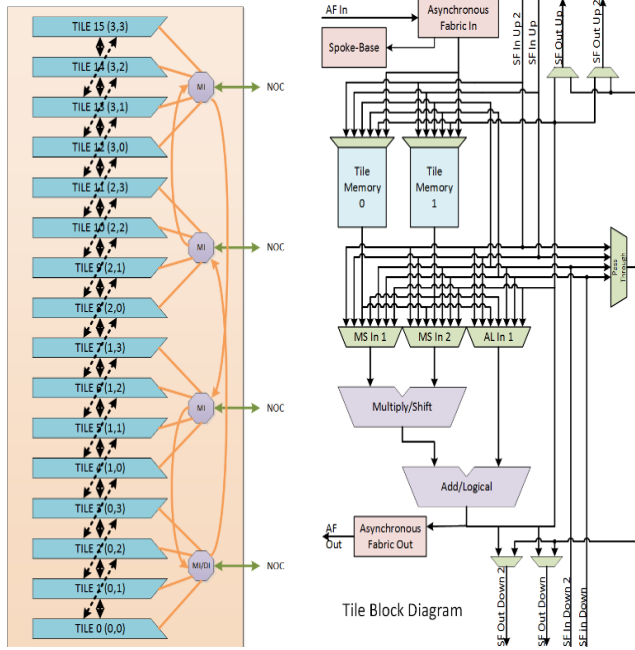 TILE 15 (3,3)
TILE 14 (3,2)
TILE 13 (3,1)
TILE 12 (3,0)
TILE 11 (2,3)
TILE 10 (2,2)
TILE 9 (2,1)
TILE 8 (2,0)
TILE 7 (1,3)
TILE 6 (1,2)
TILE 5 (1,1)
TILE 4 (1,0)
TILE 3 (0,3)
TILE 2 (0,2)
TILE 1 (0,1)
TILE 0 (0,0)
MI
NOC
MI
NOC
MI
NOC
MI/DI
NOC
AF In
Asynchronous
Fabric In
Spoke-Base
SF In Up 2
SF In Up
SF Out Up
SF Out Up 2
Tile
Memory
0
Tile
Memory
1
Pass
Through
MS In 1
MS In 2
AL In 1
Multiply/Shift
Add/Logical
AF
Out
Asynchronous
Fabric Out
SF Out Down 2
SF Out Down
SF In Down 2
SF in Down
Tile Block Diagram